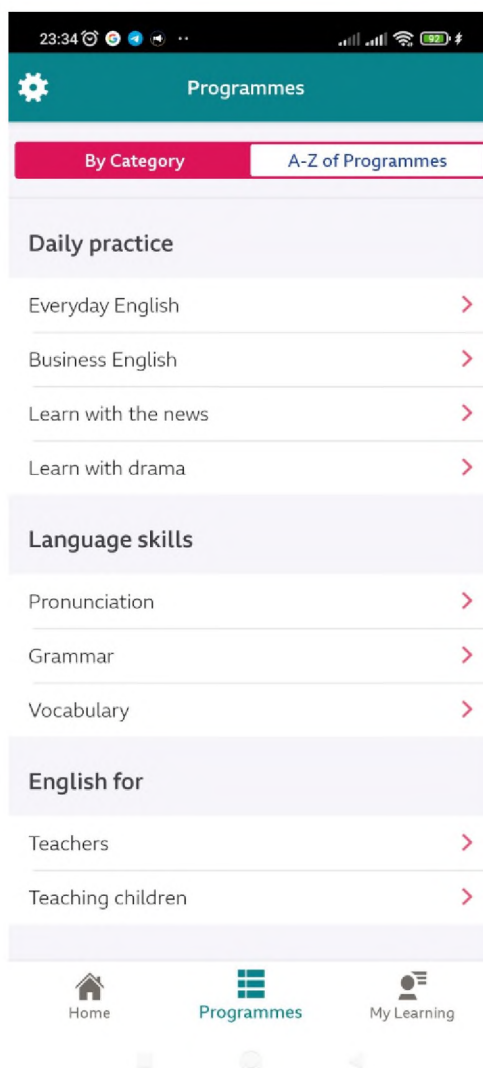 23:34 92
Programmes
By Category A-Z of Programmes
Daily practice
Everyday English
Business English
Learn with the news
Learn with drama
Language skills
Pronunciation
Grammar
Vocabulary
English for
Teachers
Teaching children
Home Programmes My Learning